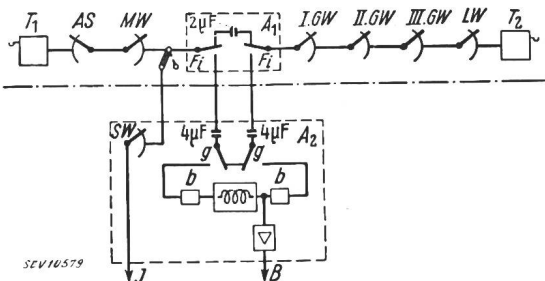 T1 AS MW 2µF A1 I.GW II.GW III.GW LW T2
b Fi Fi
SW 4µF 4µF A2
g g
b b
SEV10579
J B